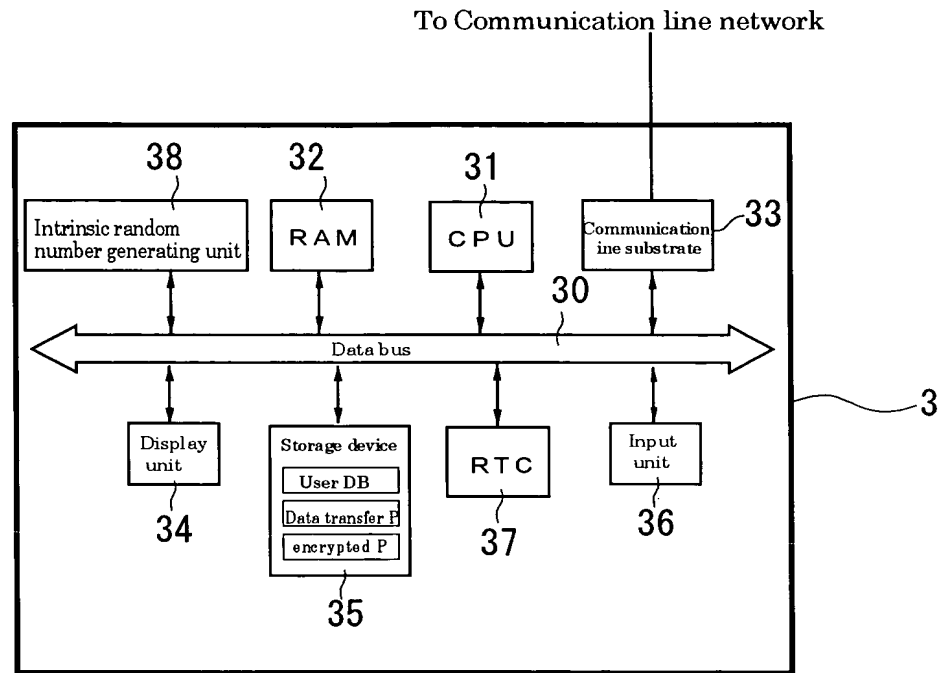 To Communication line network
38
32
31
33
Intrinsic random
number generating unit
RAM
CPU
Communication
ine substrate
30
Data bus
3
Display
unit
Storage device
User DB
Data transfer P
encrypted P
RTC
Input
unit
34
35
37
36